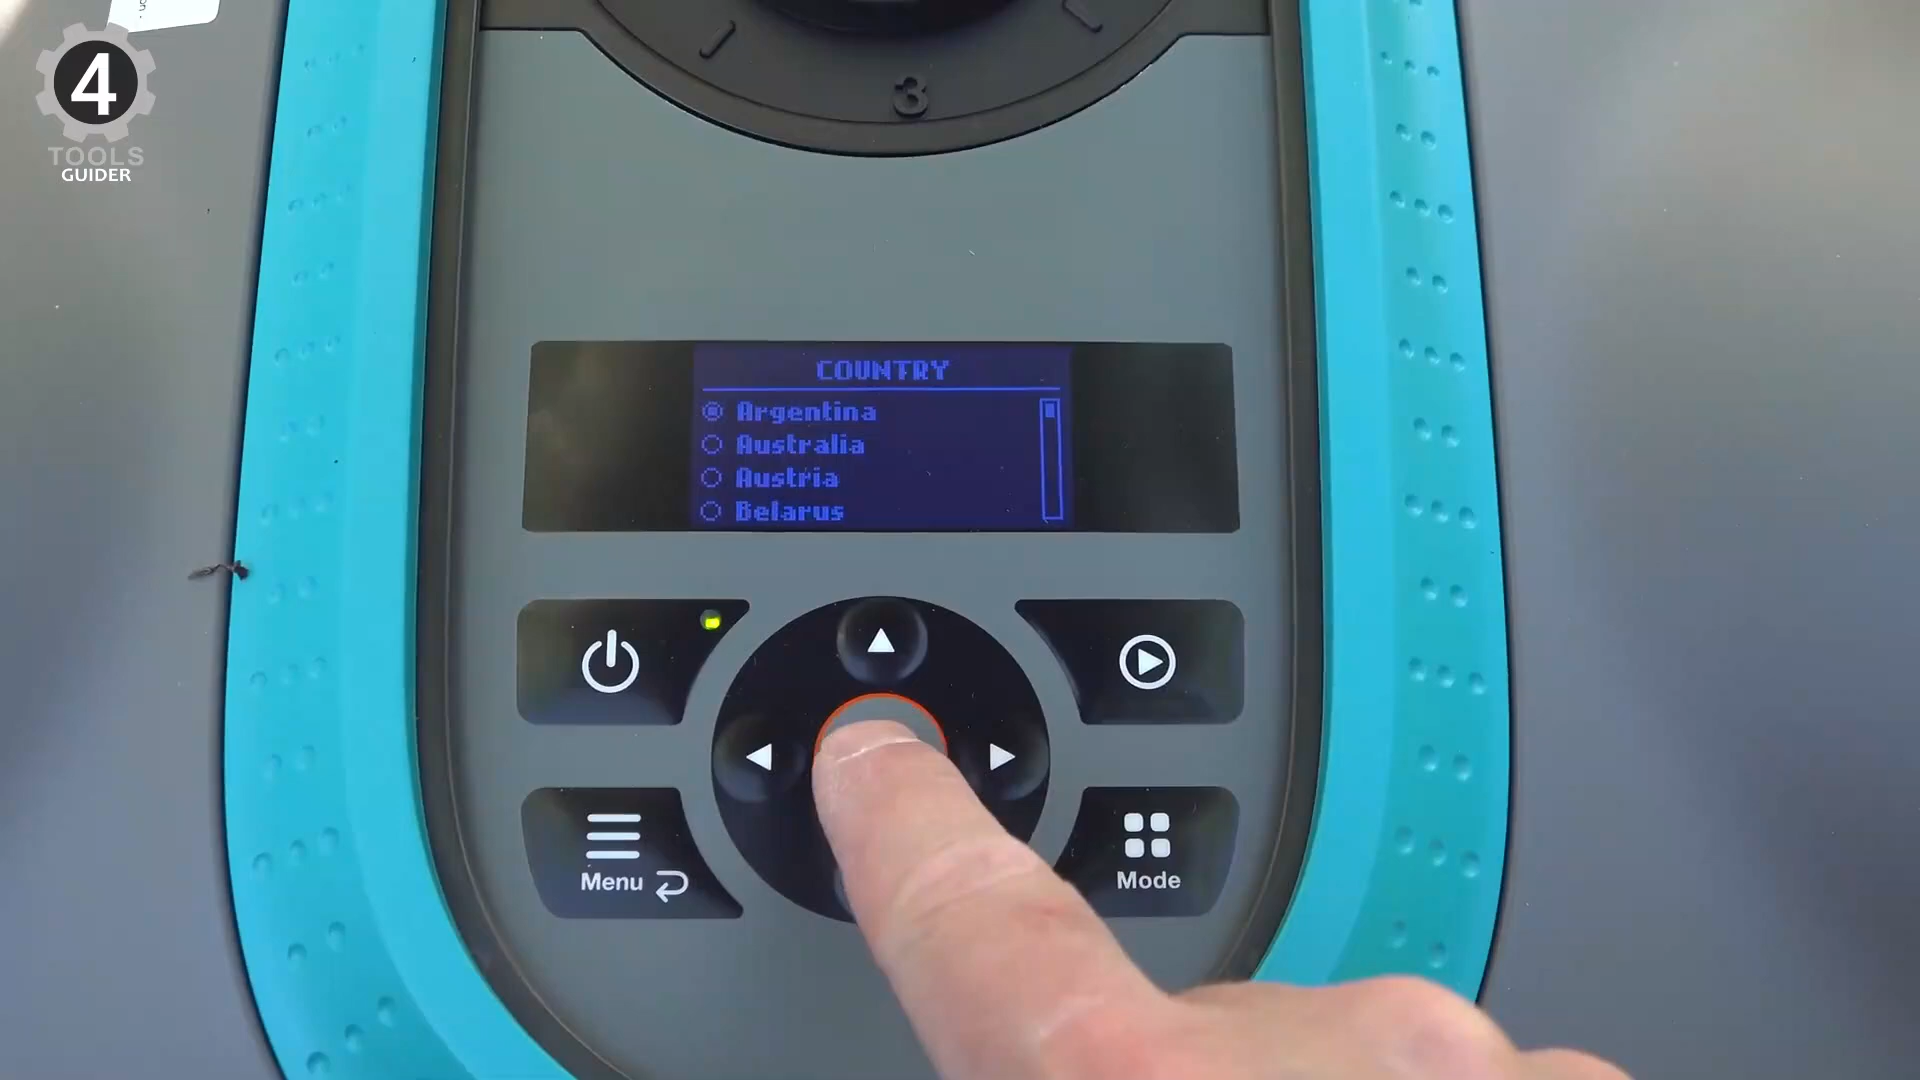 4
TOOLS
GUIDER
3
COUNTRY
Argentina
Australia
Austria
Belarus
Menu
Mode